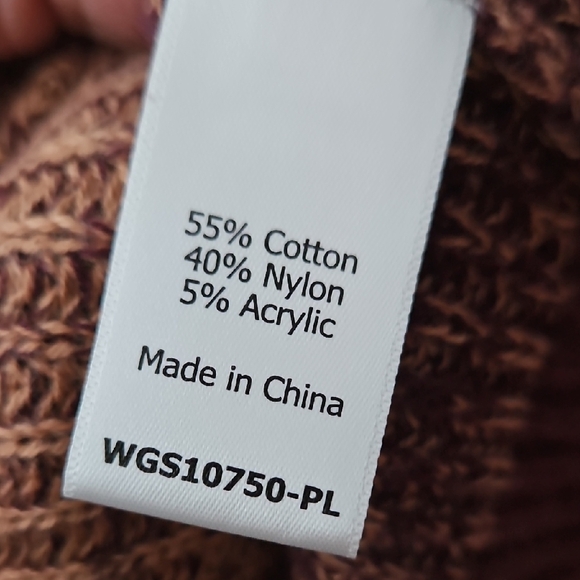 55% Cotton
40% Nylon
5% Acrylic
Made in China
WGS10750-PL